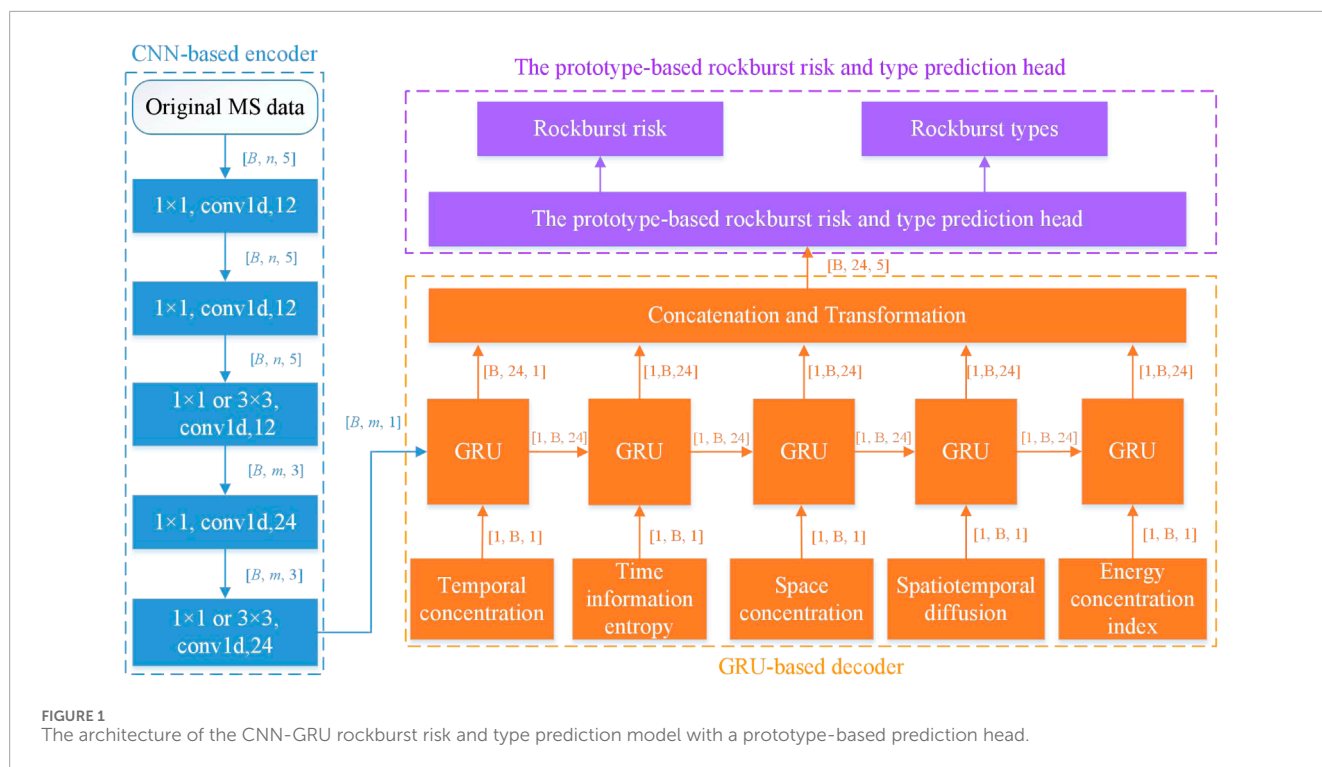 CNN-based encoder
Original MS data
[B, n, 5]
1×1, conv1d,12
[B, n, 5]
1×1, conv1d,12
[B, n, 5]
1×1 or 3×3,
conv1d,12
[B, m, 3]
1×1, conv1d,24
[B, m, 3]
1×1 or 3×3,
conv1d,24
[B, m, 1]
The prototype-based rockburst risk and type prediction head
Rockburst risk
Rockburst types
The prototype-based rockburst risk and type prediction head
[B, 24, 5]
Concatenation and Transformation
[B, 24, 1]
[1,B,24]
[1,B,24]
[1,B,24]
[1,B,24]
GRU
[1, B, 24]
GRU
[1, B, 24]
GRU
[1, B, 24]
GRU
[1, B, 24]
GRU
[1, B, 1]
[1, B, 1]
[1, B, 1]
[1, B, 1]
[1, B, 1]
Temporal
concentration
Time
information
entropy
Space
concentration
Spatiotemporal
diffusion
Energy
concentration
index
GRU-based decoder
FIGURE 1
The architecture of the CNN-GRU rockburst risk and type prediction model with a prototype-based prediction head.